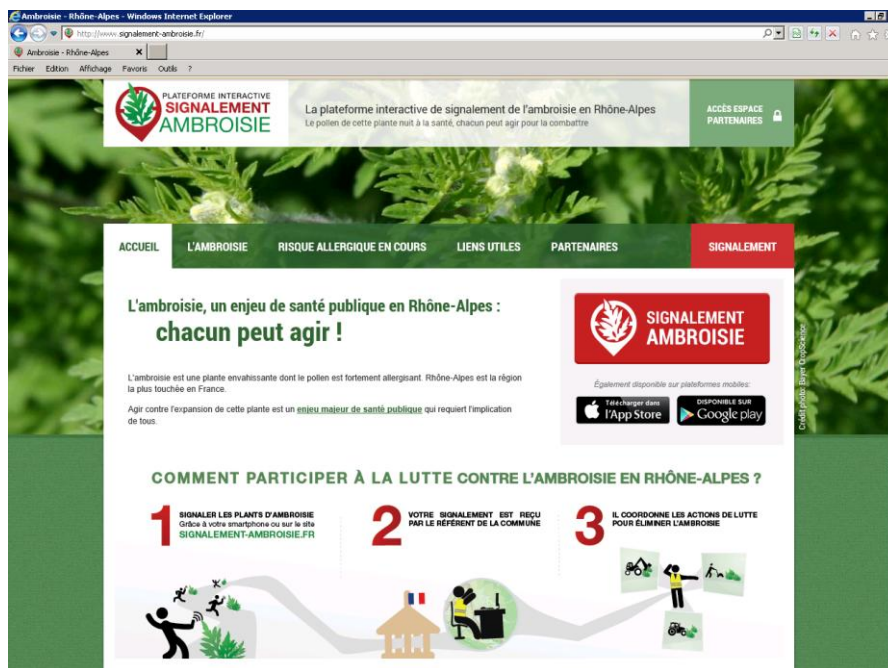 Ambroisie - Rhône-Alpes - Windows Internet Explorer
http://www.signalement-ambroisie.fr/
Ambroisie - Rhône-Alpes
Fichier Edition Affichage Favoris Outils ?
PLATEFORME INTERACTIVE
SIGNALEMENT
AMBROISIE
La plateforme interactive de signalement de l'ambroisie en Rhône-Alpes
Le pollen de cette plante nuit à la santé, chacun peut agir pour la combattre
ACCÈS ESPACE
PARTENAIRES
ACCUEIL L'AMBROISIE RISQUE ALLERGIQUE EN COURS LIENS UTILES PARTENAIRES SIGNALEMENT
L'ambroisie, un enjeu de santé publique en Rhône-Alpes :
chacun peut agir !
L'ambroisie est une plante envahissante dont le pollen est fortement allergisant. Rhône-Alpes est la région
la plus touchée en France.
Agir contre l'expansion de cette plante est un enjeu majeur de santé publique qui requiert l'implication
de tous.
SIGNALEMENT
AMBROISIE
Également disponible sur plateformes mobiles:
Télécharger dans
l'App Store
DISPONIBLE SUR
Google play
Crédit photo: Bayer CropScience
COMMENT PARTICIPER À LA LUTTE CONTRE L'AMBROISIE EN RHÔNE-ALPES ?
1
SIGNALER LES PLANTS D'AMBROISIE
Grâce à votre smartphone ou sur le site
SIGNALEMENT-AMBROISIE.FR
2
VOTRE SIGNALEMENT EST REÇU
PAR LE RÉFÉRENT DE LA COMMUNE
3
IL COORDONNE LES ACTIONS DE LUTTE
POUR ÉLIMINER L'AMBROISIE